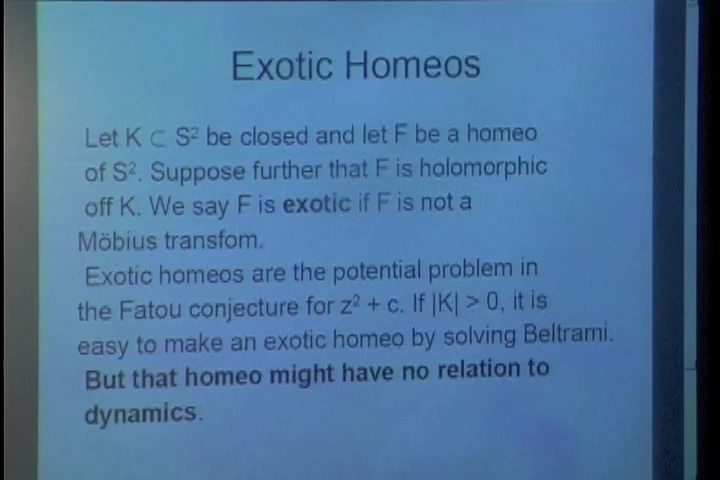 Exotic Homeos
Let K ⊂ S² be closed and let F be a homeo
of S². Suppose further that F is holomorphic
off K. We say F is exotic if F is not a
Möbius transfom.
Exotic homeos are the potential problem in
the Fatou conjecture for z² + c. If |K| > 0, it is
easy to make an exotic homeo by solving Beltrami.
But that homeo might have no relation to
dynamics.